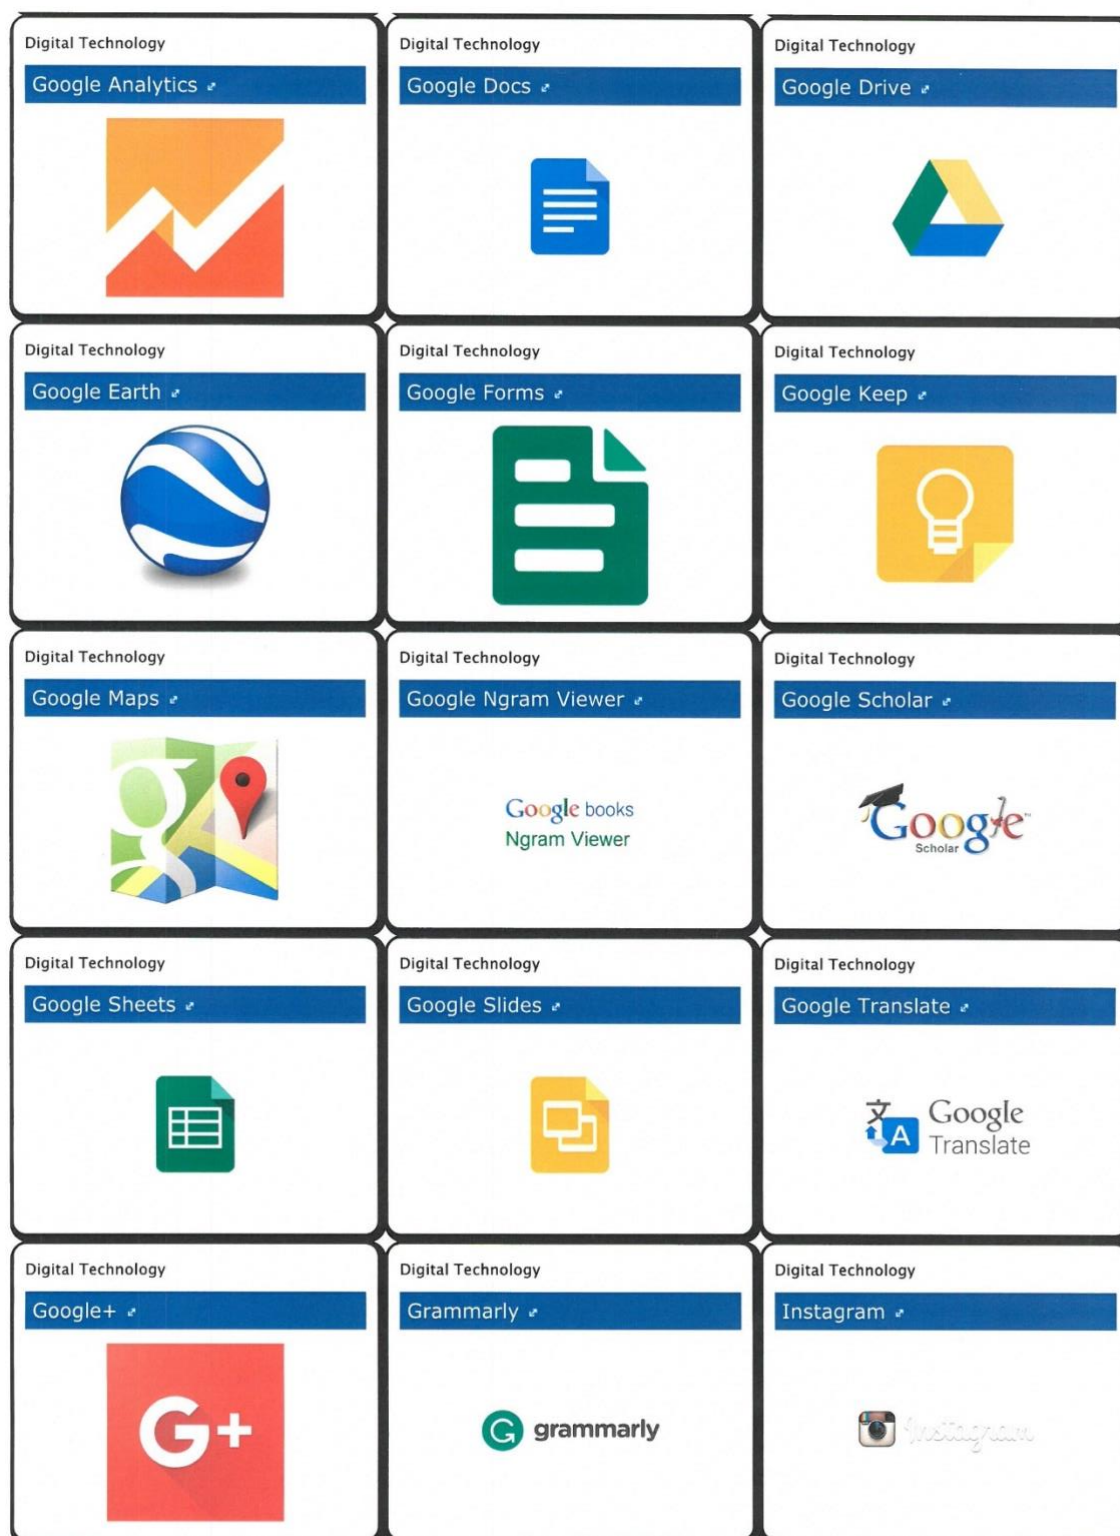 Digital Technology
Google Analytics
Digital Technology
Google Docs
Digital Technology
Google Drive
Digital Technology
Google Earth
Digital Technology
Google Forms
Digital Technology
Google Keep
Digital Technology
Google Maps
g
Digital Technology
Google Ngram Viewer
Google books
Ngram Viewer
Digital Technology
Google Scholar
Google™
Scholar
Digital Technology
Google Sheets
Digital Technology
Google Slides
Digital Technology
Google Translate
文
A
Google
Translate
Digital Technology
Google+
G+
Digital Technology
Grammarly
G
grammarly
Digital Technology
Instagram
Instagram